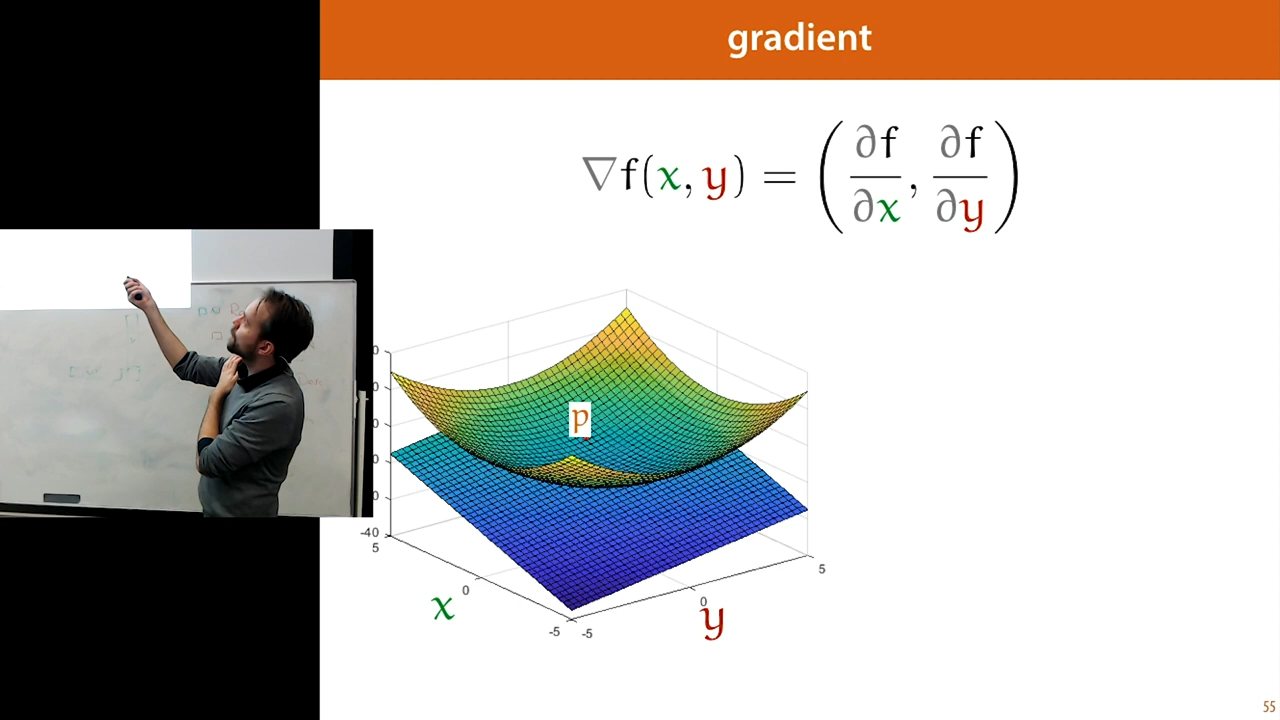 gradient
∇f(x, y) = (∂f/∂x, ∂f/∂y)
p
-40
5
0
-5
x
-5
0
5
y
55